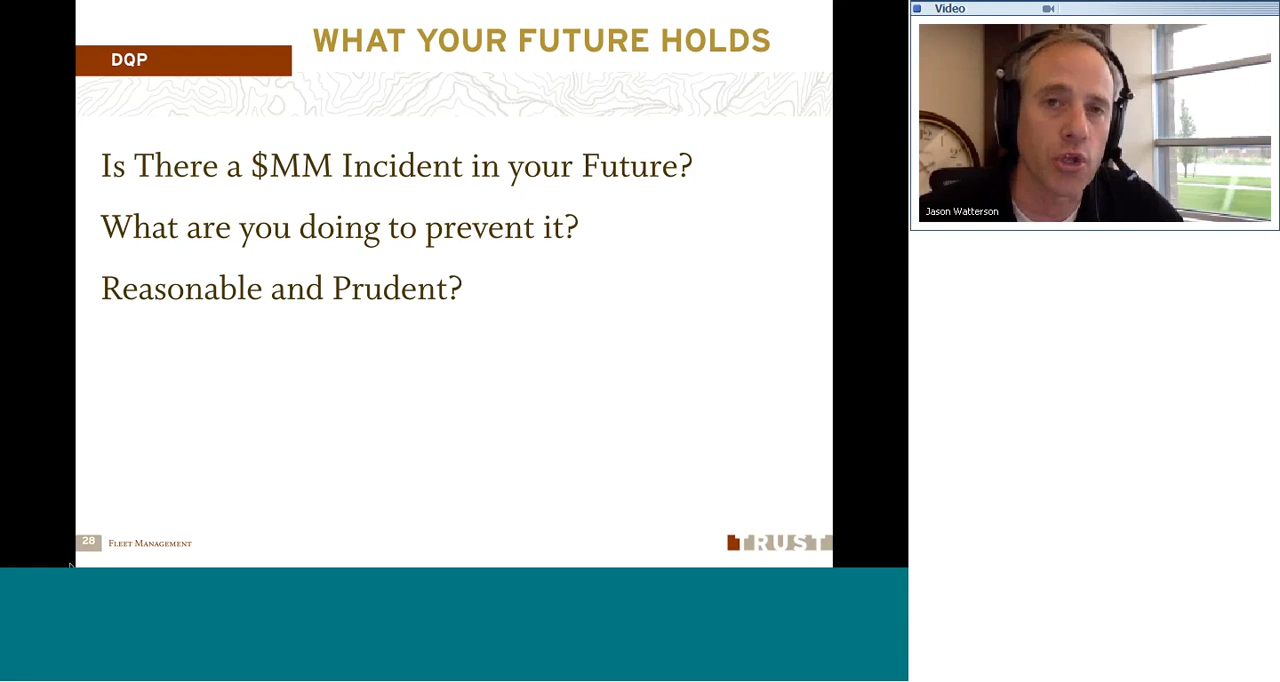 WHAT YOUR FUTURE HOLDS
DQP
Is There a $MM Incident in your Future?
What are you doing to prevent it?
Reasonable and Prudent?
28 Fleet Management
TRUST
Video
Jason Watterson